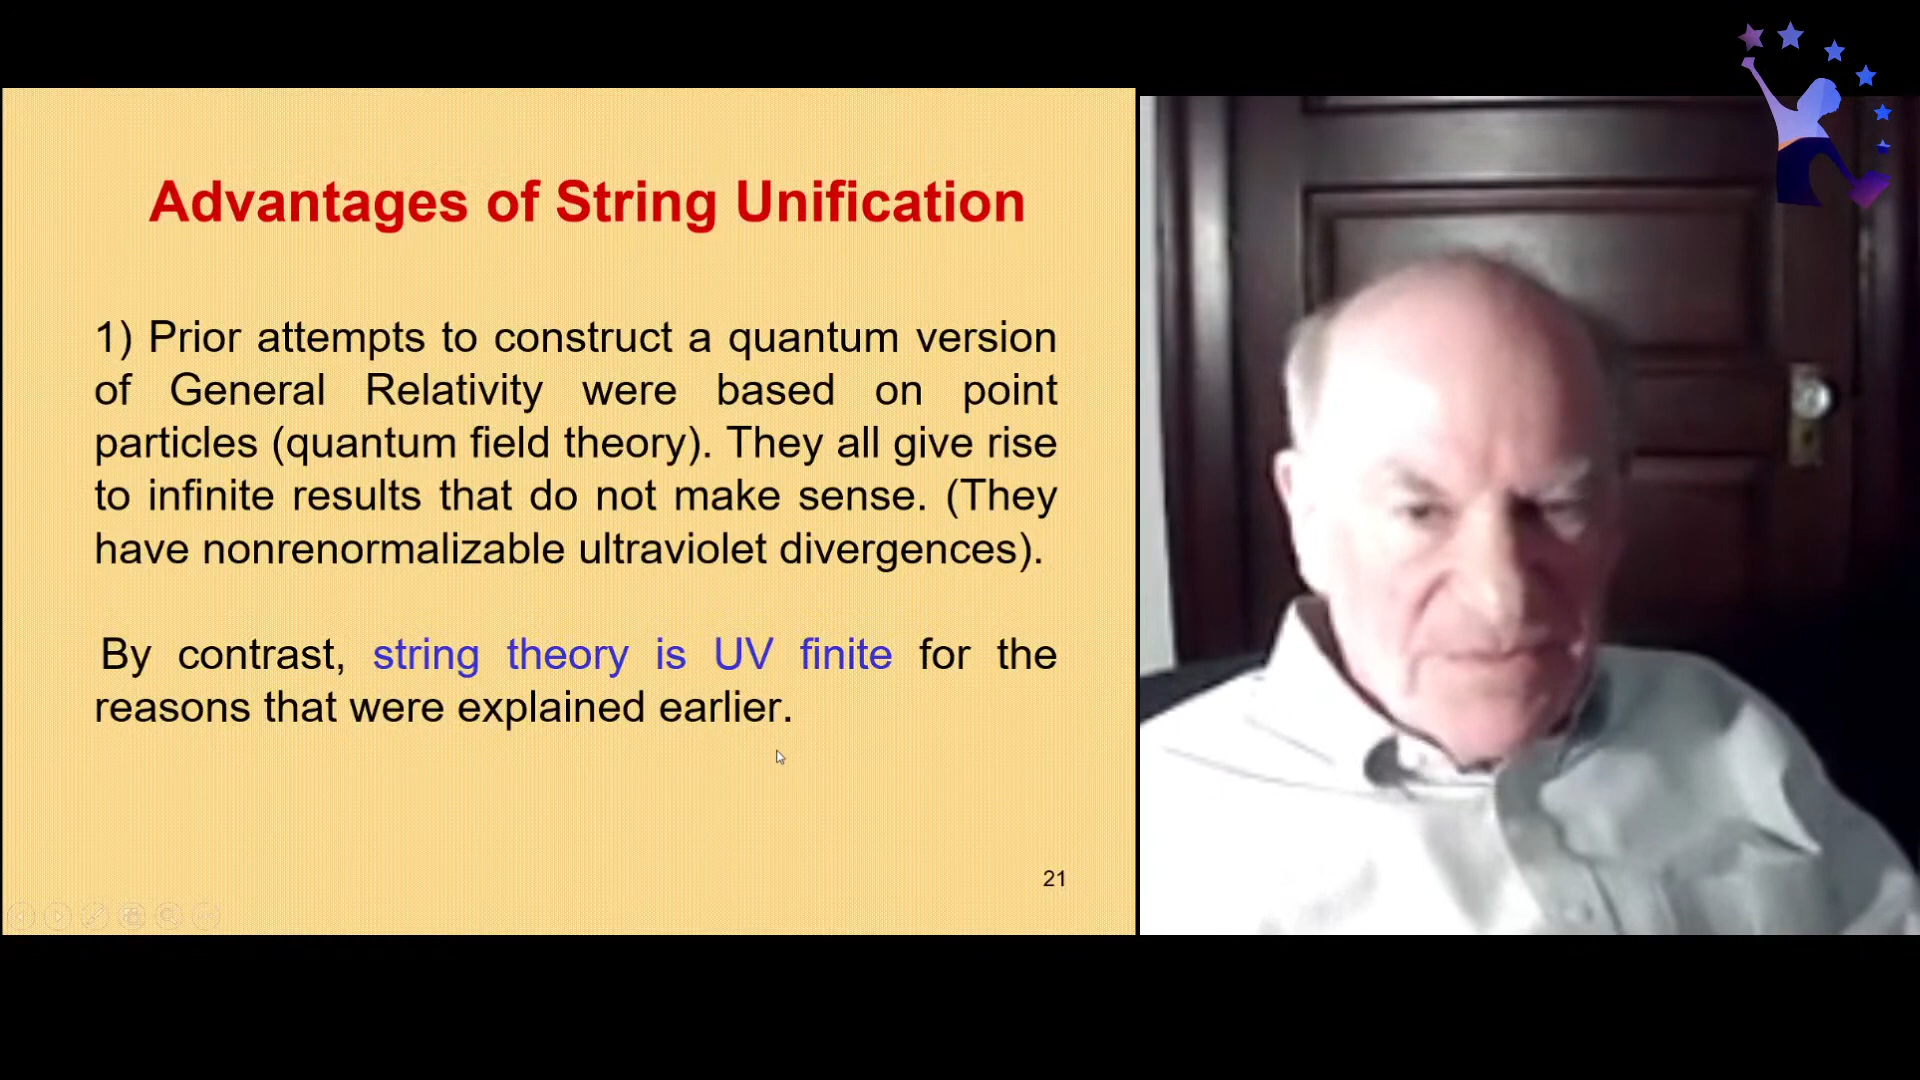 Advantages of String Unification
1) Prior attempts to construct a quantum version
of General Relativity were based on point
particles (quantum field theory). They all give rise
to infinite results that do not make sense. (They
have nonrenormalizable ultraviolet divergences).
By contrast, string theory is UV finite for the
reasons that were explained earlier.
21